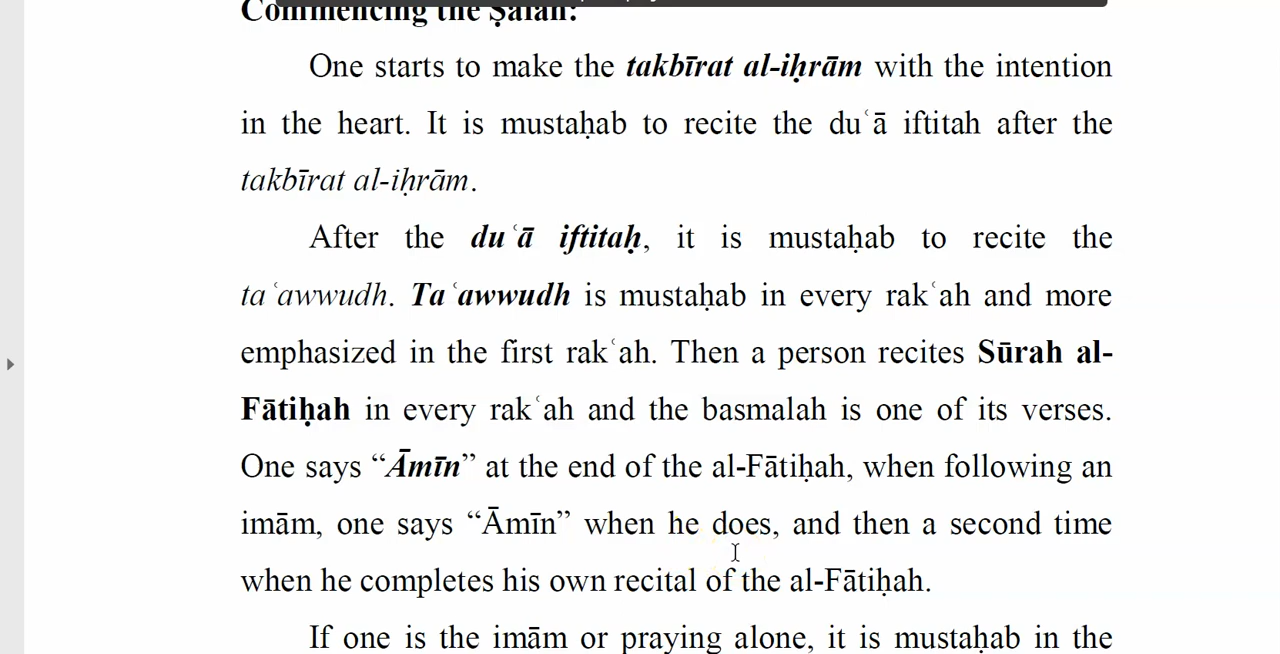 Commencing the Ṣalāh:
One starts to make the takbīrat al-iḥrām with the intention
in the heart. It is mustaḥab to recite the duʿā iftitah after the
takbīrat al-iḥrām.
After the duʿā iftitaḥ, it is mustaḥab to recite the
taʿawwudh. Taʿawwudh is mustaḥab in every rakʿah and more
emphasized in the first rakʿah. Then a person recites Sūrah al-
Fātiḥah in every rakʿah and the basmalah is one of its verses.
One says “Āmīn” at the end of the al-Fātiḥah, when following an
imām, one says “Āmīn” when he does, and then a second time
when he completes his own recital of the al-Fātiḥah.
If one is the imām or praying alone, it is mustaḥab in the